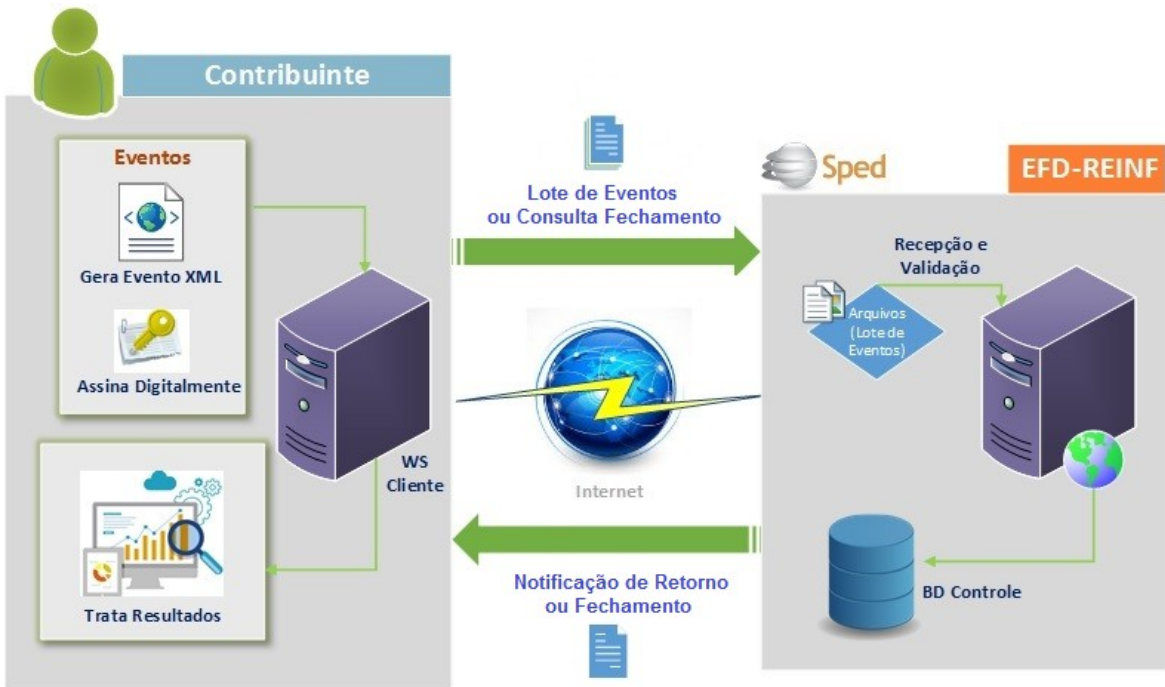 Contribuinte
Eventos
Gera Evento XML
Assina Digitalmente
WS
Cliente
Trata Resultados
Lote de Eventos
ou Consulta Fechamento
Internet
Notificação de Retorno
ou Fechamento
Sped
EFD-REINF
Recepção e
Validação
Arquivos
(Lote de
Eventos)
BD Controle